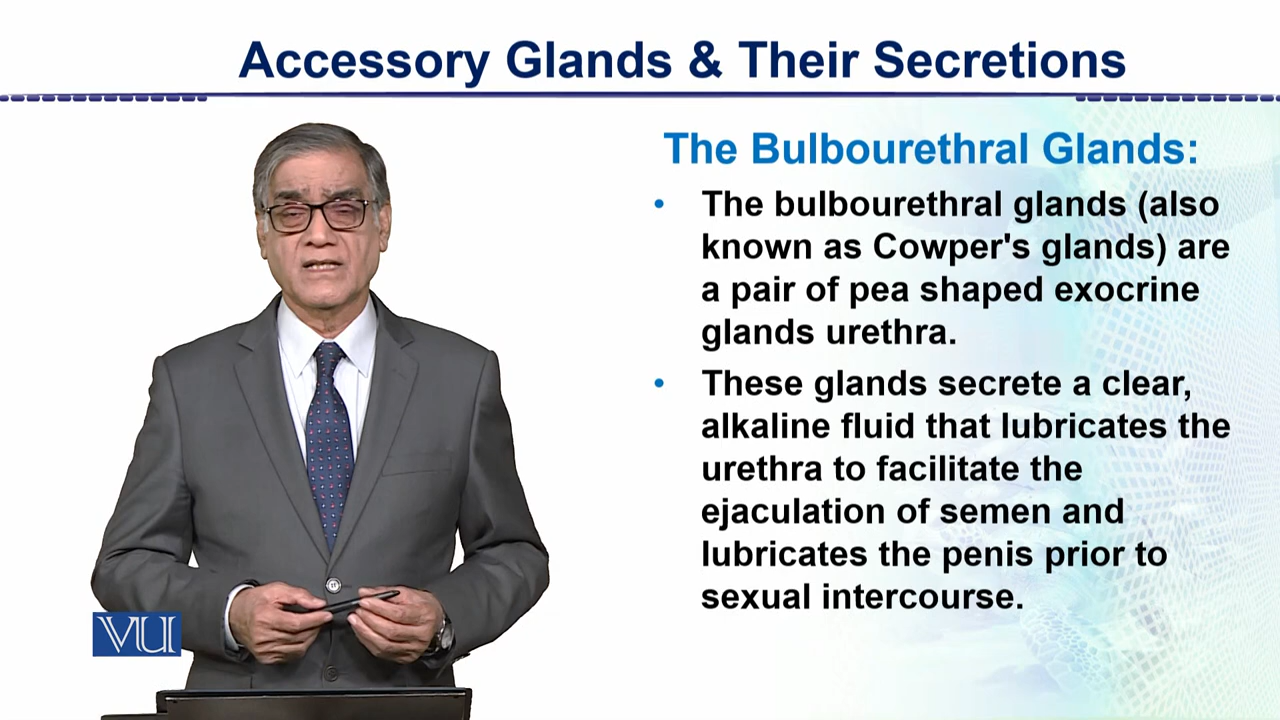 Accessory Glands & Their Secretions
The Bulbourethral Glands:
• The bulbourethral glands (also
known as Cowper's glands) are
a pair of pea shaped exocrine
glands urethra.
• These glands secrete a clear,
alkaline fluid that lubricates the
urethra to facilitate the
ejaculation of semen and
lubricates the penis prior to
sexual intercourse.
VU